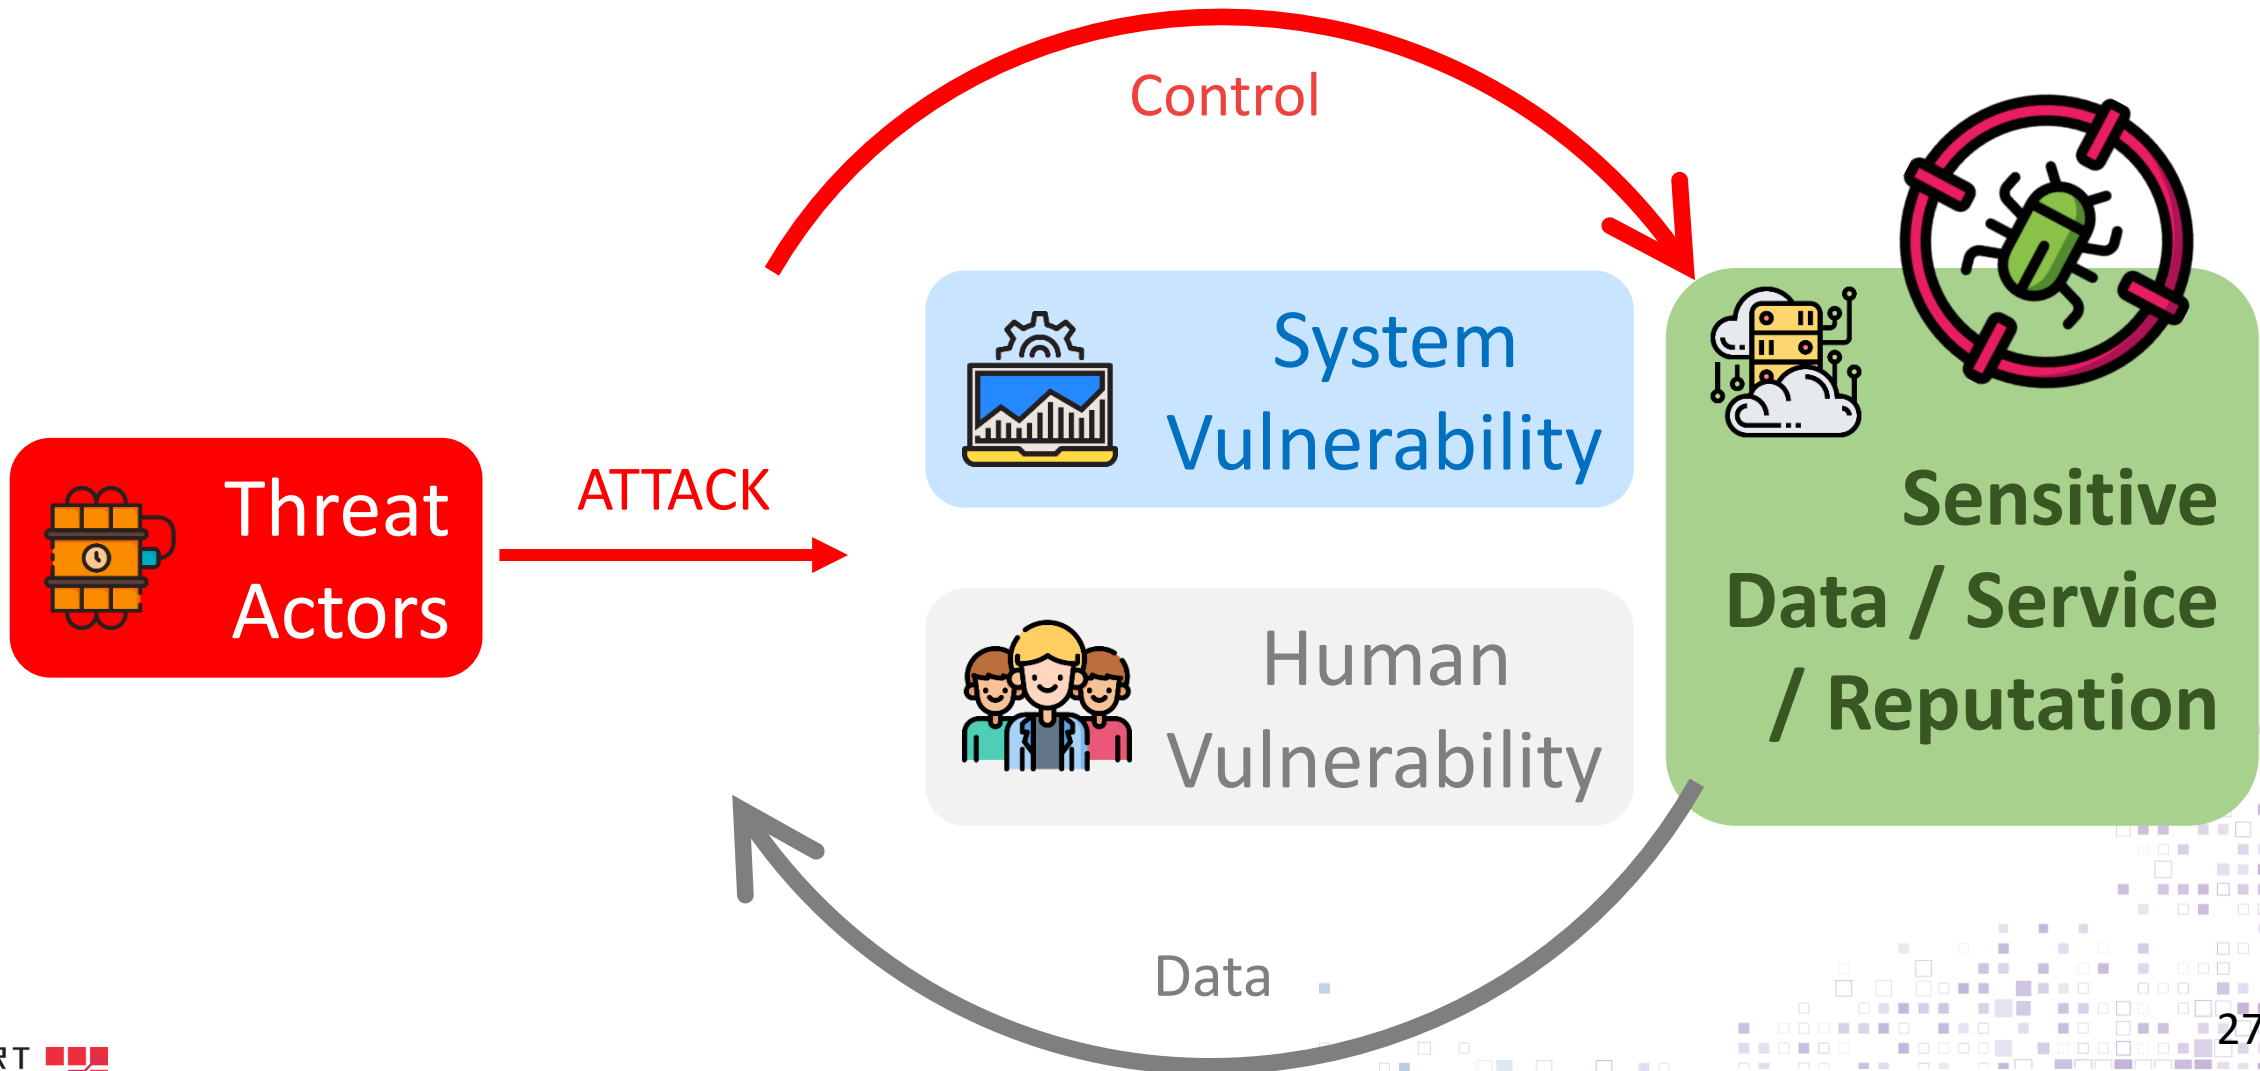 Control
System
Vulnerability
Threat
Actors
ATTACK
Human
Vulnerability
Sensitive
Data / Service
/ Reputation
Data
27